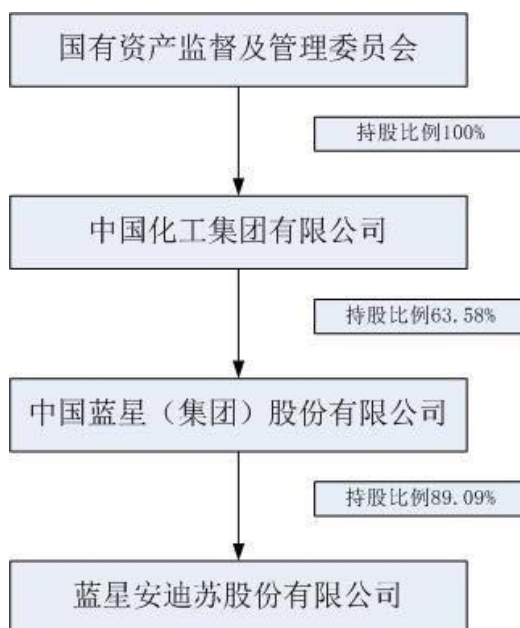 国有资产监督及管理委员会
持股比例100%
中国化工集团有限公司
持股比例63.58%
中国蓝星（集团）股份有限公司
持股比例89.09%
蓝星安迪苏股份有限公司